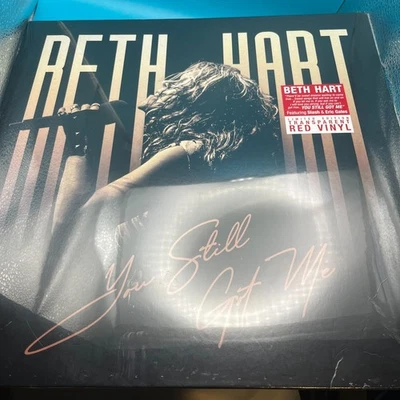 BETH HART
BETH HART
"YOU STILL GOT ME"
Featuring Slash & Eric Gales
TRANSPARENT
RED VINYL
You Still
Got Me